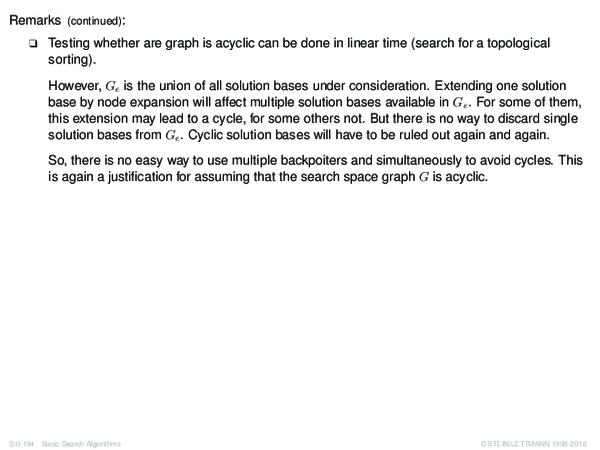 Remarks (continued):
❏ Testing whether are graph is acyclic can be done in linear time (search for a topological
sorting).
However, Gₑ is the union of all solution bases under consideration. Extending one solution
base by node expansion will affect multiple solution bases available in Gₑ. For some of them,
this extension may lead to a cycle, for some others not. But there is no way to discard single
solution bases from Gₑ. Cyclic solution bases will have to be ruled out again and again.
So, there is no easy way to use multiple backpoiters and simultaneously to avoid cycles. This
is again a justification for assuming that the search space graph G is acyclic.
S:II-194 Basic Search Algorithms ©STEIN/LETTMANN 1998-2018